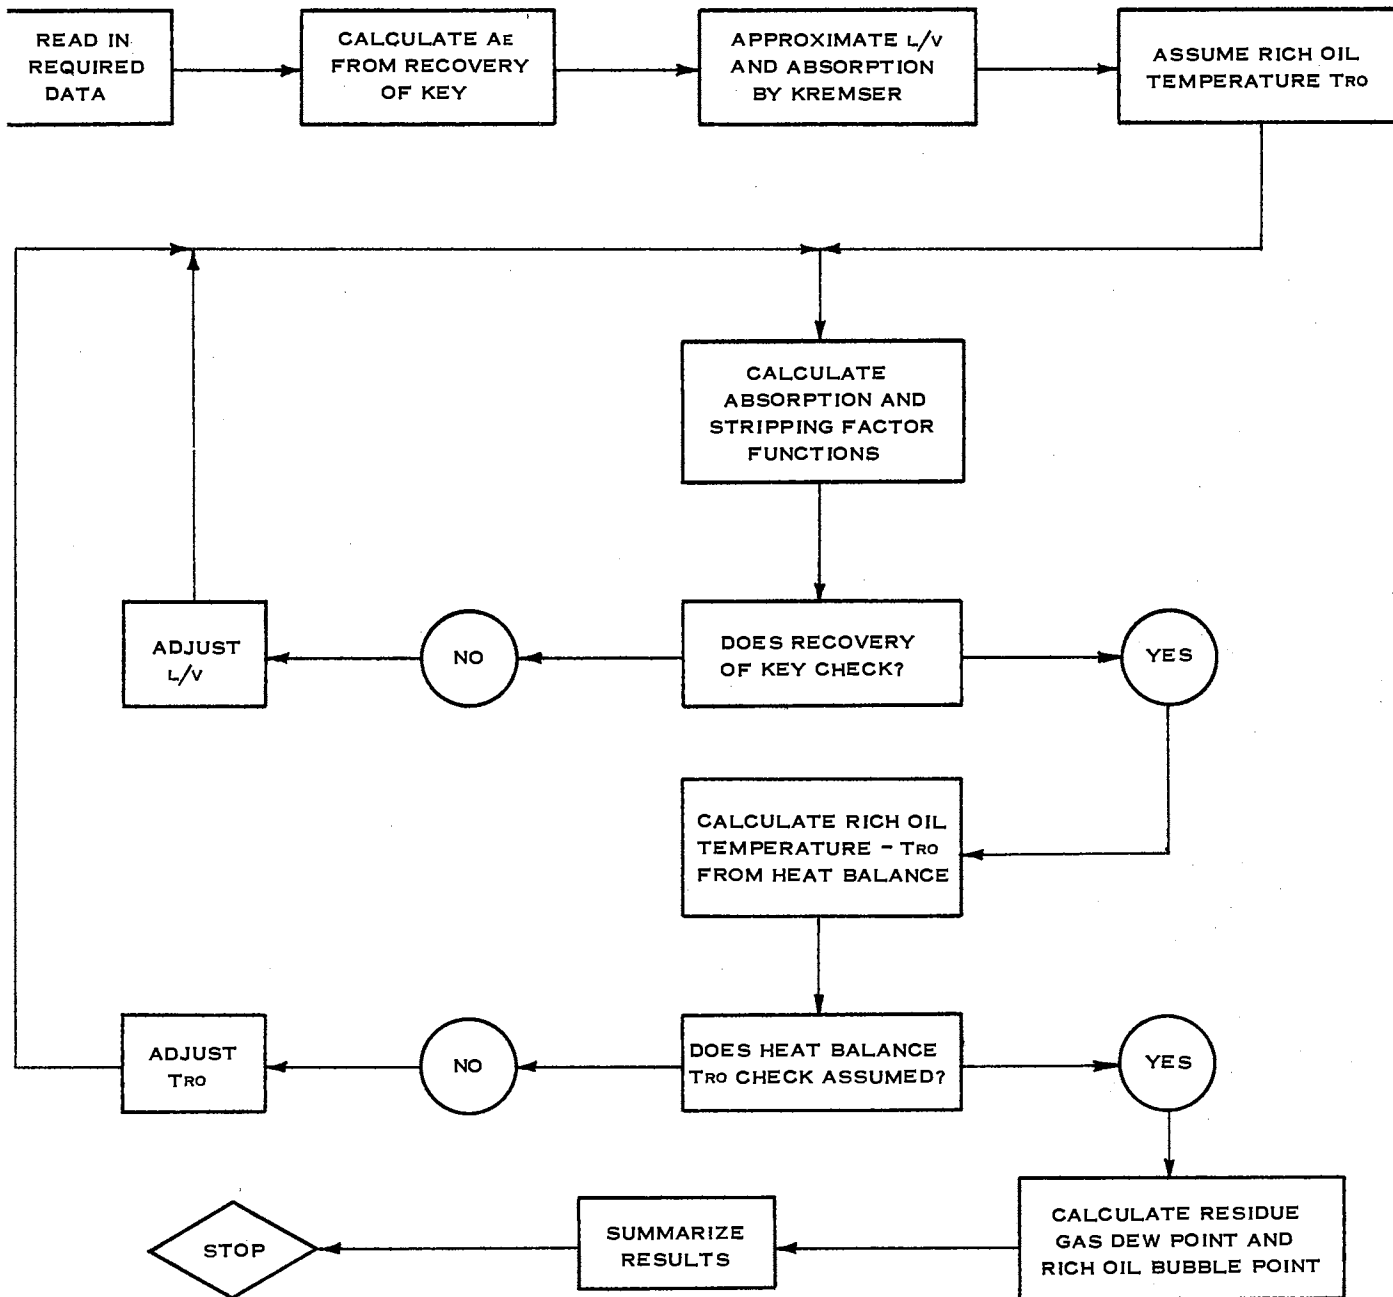 READ IN
REQUIRED
DATA
CALCULATE AE
FROM RECOVERY
OF KEY
APPROXIMATE L/V
AND ABSORPTION
BY KREMSER
ASSUME RICH OIL
TEMPERATURE TRO
CALCULATE
ABSORPTION AND
STRIPPING FACTOR
FUNCTIONS
ADJUST
L/V
NO
DOES RECOVERY
OF KEY CHECK?
YES
CALCULATE RICH OIL
TEMPERATURE - TRO
FROM HEAT BALANCE
ADJUST
TRO
NO
DOES HEAT BALANCE
TRO CHECK ASSUMED?
YES
STOP
SUMMARIZE
RESULTS
CALCULATE RESIDUE
GAS DEW POINT AND
RICH OIL BUBBLE POINT